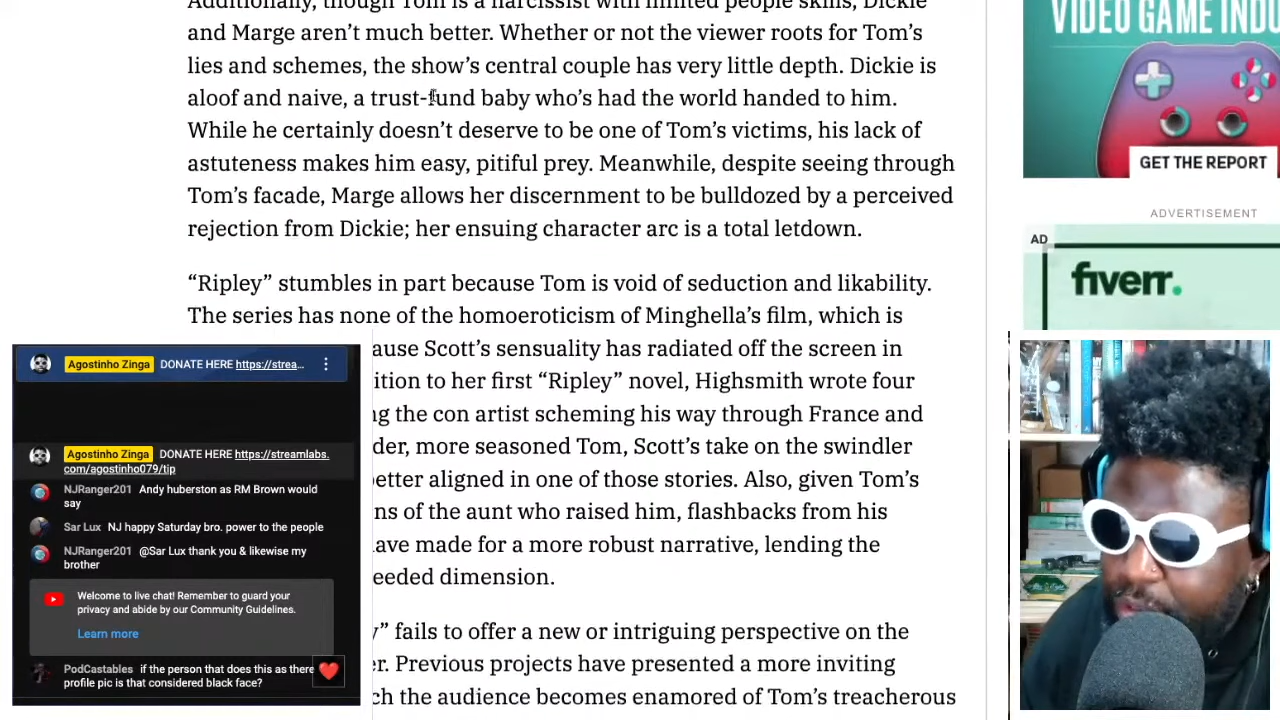 Additionally, though Tom is a narcissist with limited people skills, Dickie
and Marge aren’t much better. Whether or not the viewer roots for Tom’s
lies and schemes, the show’s central couple has very little depth. Dickie is
aloof and naive, a trust-fund baby who’s had the world handed to him.
While he certainly doesn’t deserve to be one of Tom’s victims, his lack of
astuteness makes him easy, pitiful prey. Meanwhile, despite seeing through
Tom’s facade, Marge allows her discernment to be bulldozed by a perceived
rejection from Dickie; her ensuing character arc is a total letdown.
“Ripley” stumbles in part because Tom is void of seduction and likability.
The series has none of the homoeroticism of Minghella’s film, which is
ause Scott’s sensuality has radiated off the screen in
ition to her first “Ripley” novel, Highsmith wrote four
g the con artist scheming his way through France and
der, more seasoned Tom, Scott’s take on the swindler
etter aligned in one of those stories. Also, given Tom’s
ns of the aunt who raised him, flashbacks from his
ave made for a more robust narrative, lending the
eeded dimension.
y” fails to offer a new or intriguing perspective on the
er. Previous projects have presented a more inviting
ch the audience becomes enamored of Tom’s treacherous
VIDEO GAME INDU
GET THE REPORT
ADVERTISEMENT
AD
fiverr.
Agostinho Zinga DONATE HERE https://strea...
Agostinho Zinga DONATE HERE https://streamlabs.
com/agostinho079/tip
NJRanger201 Andy huberston as RM Brown would
say
Sar Lux NJ happy Saturday bro. power to the people
NJRanger201 @Sar Lux thank you & likewise my
brother
Welcome to live chat! Remember to guard your
privacy and abide by our Community Guidelines.
Learn more
PodCastables if the person that does this as there
profile pic is that considered black face?